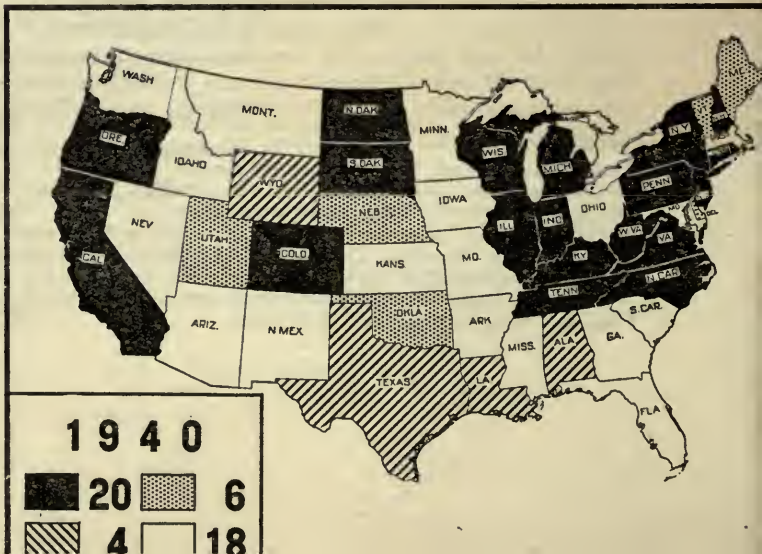 WASH
MONT.
N.DAK
MINN.
ME.
ORE.
IDAHO
S.DAK
WIS
MICH
N.Y
WYO.
IOWA
PENN
NEV
NEB
ILL
IND
OHIO
MD.
DEL
UTAH
COLO
W VA
VA
CAL
KANS.
MO.
KY
N.CAR
TENN
ARIZ.
N MEX.
OKLA
ARK
S.CAR.
MISS.
ALA.
GA.
TEXAS
LA.
FLA
1940
20 6
4 18